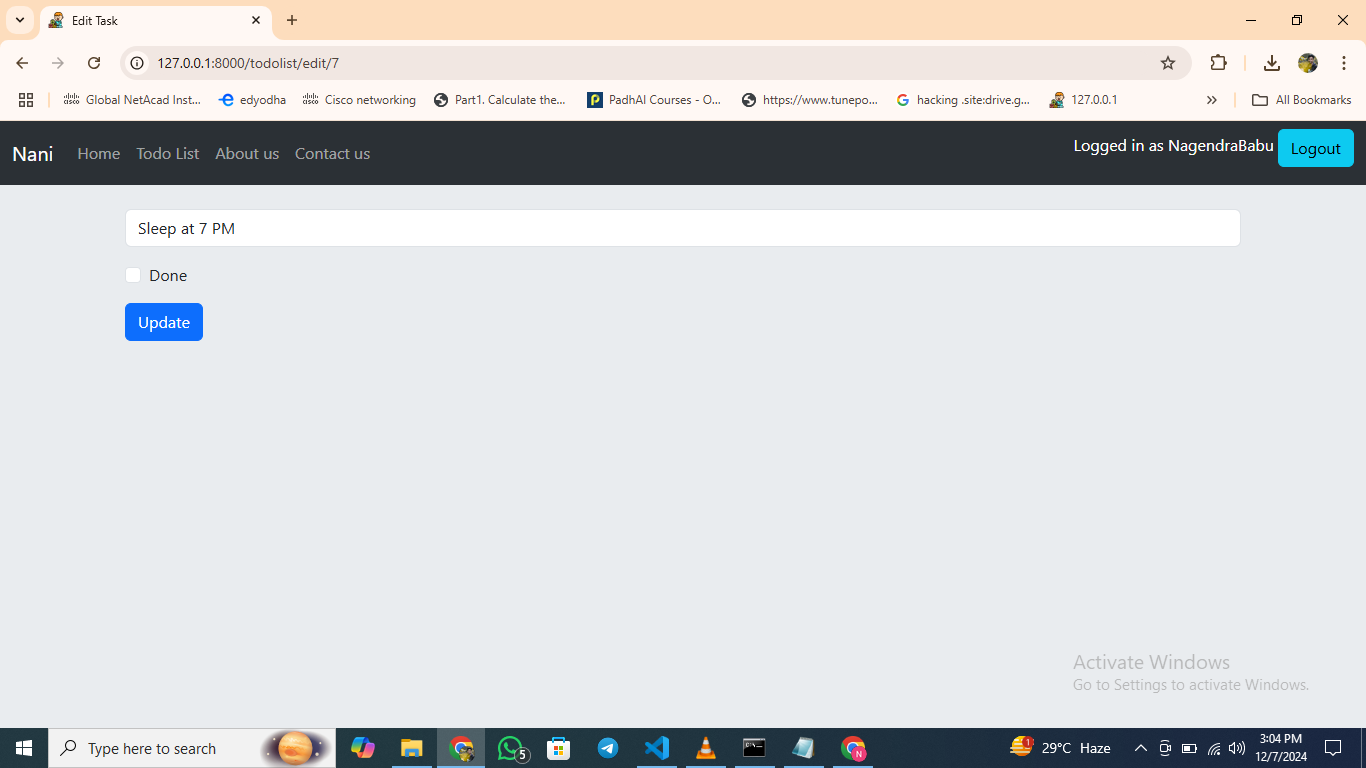 Edit Task
127.0.0.1:8000/todolist/edit/7
Global NetAcad Inst...
edyodha
Cisco networking
Part1. Calculate the...
PadhAI Courses - O...
https://www.tunepo...
hacking .site:drive.g...
127.0.0.1
All Bookmarks
Nani
Home
Todo List
About us
Contact us
Logged in as NagendraBabu
Logout
Sleep at 7 PM
Done
Update
Activate Windows
Go to Settings to activate Windows.
Type here to search
5
N
1
29°C Haze
3:04 PM
12/7/2024